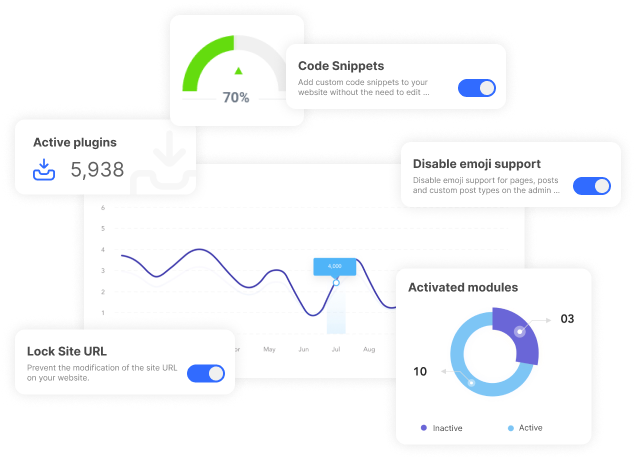 70%
Code Snippets
Add custom code snippets to your
website without the need to edit ...
Active plugins
5,938
Disable emoji support
Disable emoji support for pages, posts
and custom post types on the admin ...
6
5
4
3
2
1
4,000
May Jun Jul Aug
Lock Site URL
Prevent the modification of the site URL
on your website.
Activated modules
03
10
Inactive Active